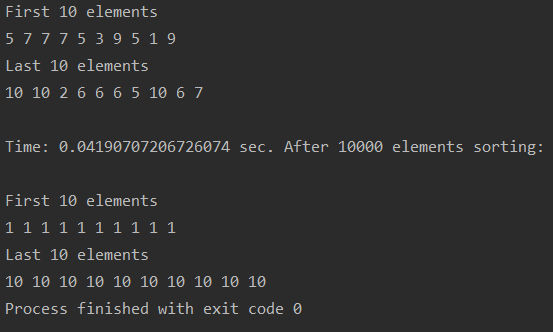 First 10 elements
5 7 7 7 5 3 9 5 1 9
Last 10 elements
10 10 2 6 6 6 5 10 6 7
Time: 0.04190707206726074 sec. After 10000 elements sorting:
First 10 elements
1 1 1 1 1 1 1 1 1 1
Last 10 elements
10 10 10 10 10 10 10 10 10 10
Process finished with exit code 0